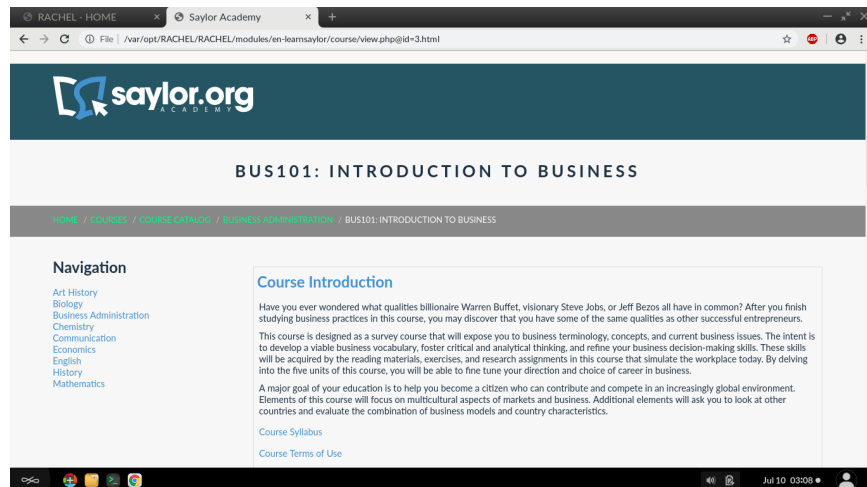 RACHEL - HOME
Saylor Academy
File | /var/opt/RACHEL/RACHEL/modules/en-learnsaylor/course/view.php@id=3.html
ABP
saylor.org
ACADEMY
BUS101: INTRODUCTION TO BUSINESS
HOME / COURSES / COURSE CATALOG / BUSINESS ADMINISTRATION / BUS101: INTRODUCTION TO BUSINESS
Navigation
Art History
Biology
Business Administration
Chemistry
Communication
Economics
English
History
Mathematics
Course Introduction
Have you ever wondered what qualities billionaire Warren Buffet, visionary Steve Jobs, or Jeff Bezos all have in common? After you finish
studying business practices in this course, you may discover that you have some of the same qualities as other successful entrepreneurs.
This course is designed as a survey course that will expose you to business terminology, concepts, and current business issues. The intent is
to develop a viable business vocabulary, foster critical and analytical thinking, and refine your business decision-making skills. These skills
will be acquired by the reading materials, exercises, and research assignments in this course that simulate the workplace today. By delving
into the five units of this course, you will be able to fine tune your direction and choice of career in business.
A major goal of your education is to help you become a citizen who can contribute and compete in an increasingly global environment.
Elements of this course will focus on multicultural aspects of markets and business. Additional elements will ask you to look at other
countries and evaluate the combination of business models and country characteristics.
Course Syllabus
Course Terms of Use
Jul 10 03:08